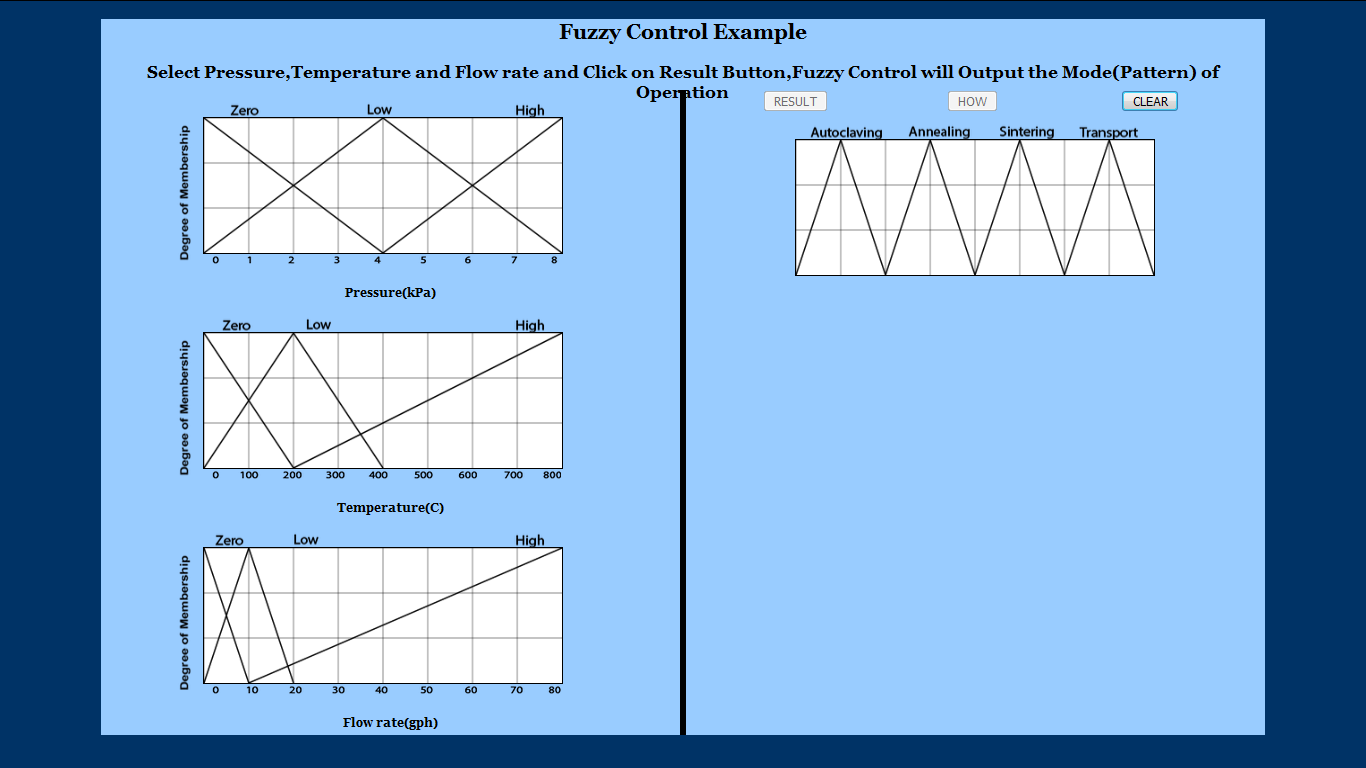 Fuzzy Control Example
Select Pressure,Temperature and Flow rate and Click on Result Button,Fuzzy Control will Output the Mode(Pattern) of
Operation
RESULT HOW CLEAR
Zero Low High
Degree of Membership
0 1 2 3 4 5 6 7 8
Pressure(kPa)
Zero Low High
Degree of Membership
0 100 200 300 400 500 600 700 800
Temperature(C)
Zero Low High
Degree of Membership
0 10 20 30 40 50 60 70 80
Flow rate(gph)
Autoclaving Annealing Sintering Transport